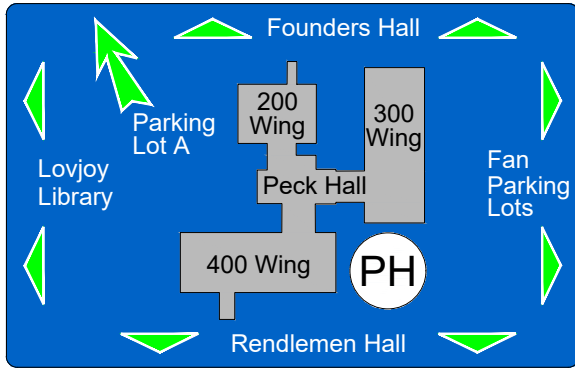 Founders Hall
Parking
Lot A
200
Wing
300
Wing
Lovjoy
Library
Peck Hall
Fan
Parking
Lots
400 Wing
PH
Rendlemen Hall